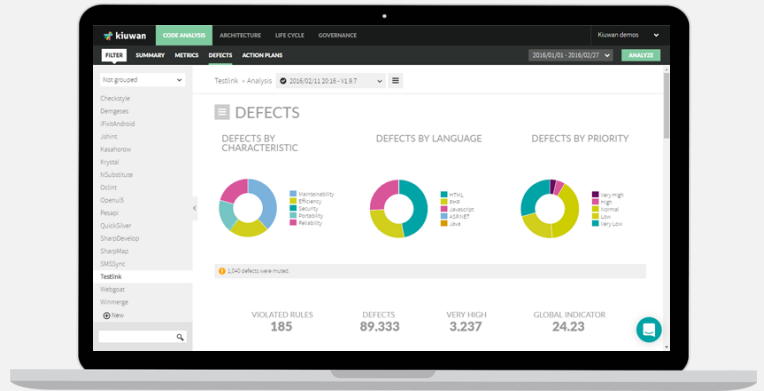 kiuwan
CODE ANALYSIS
ARCHITECTURE
LIFE CYCLE
GOVERNANCE
Kiuwan demos
FILTER
SUMMARY
METRICS
DEFECTS
ACTION PLANS
2016/01/01 - 2016/02/27
ANALYZE
Not grouped
Checkstyle
Demgeses
iFixitAndroid
Jshint
Kasahorow
Krystal
NSubstitute
Oclint
Openui5
Pesapi
QuickSilver
SharpDevelop
SharpMap
SMSSync
Testlink
Webgoat
Winmerge
New
Testlink - Analysis
2016/02/11 20:16 - V1.9.7
DEFECTS
DEFECTS BY
CHARACTERISTIC
Maintainability
Efficiency
Security
Portability
Reliability
DEFECTS BY LANGUAGE
HTML
PHP
Javascript
ASP.NET
Java
DEFECTS BY PRIORITY
Very High
High
Normal
Low
Very Low
1,040 defects were muted.
VIOLATED RULES
185
DEFECTS
89.333
VERY HIGH
3.237
GLOBAL INDICATOR
24.23